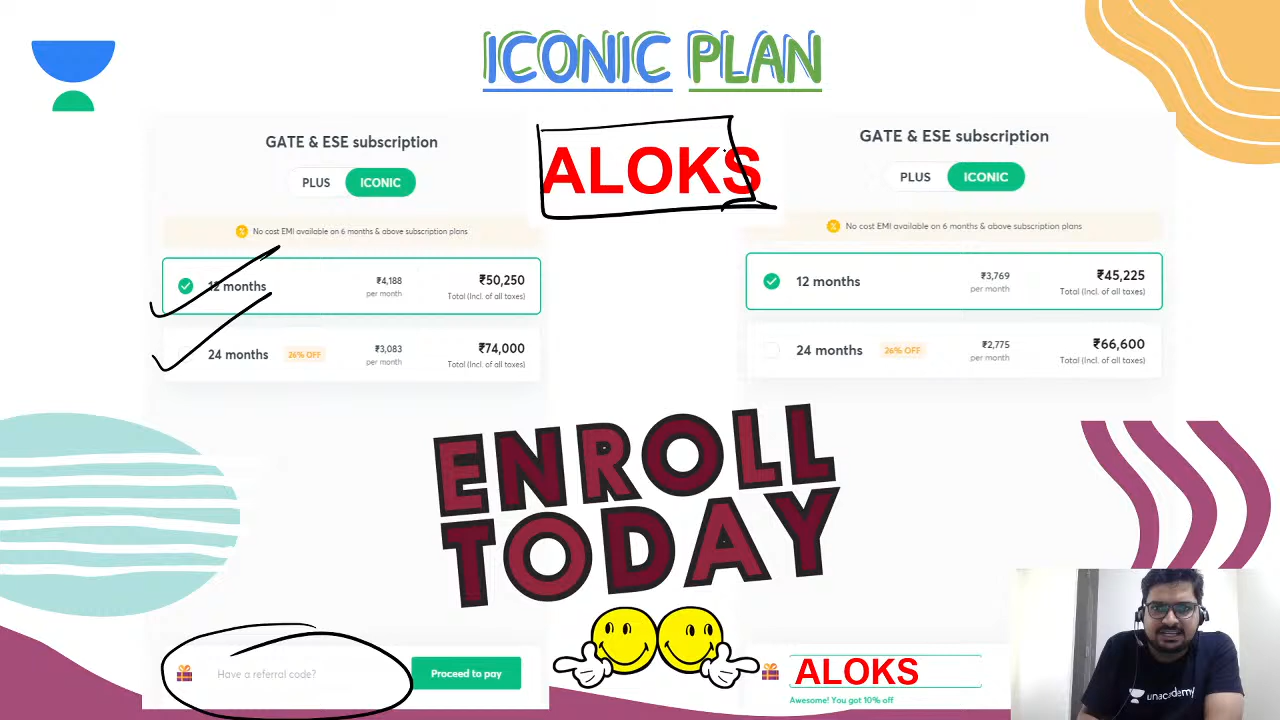 ICONIC PLAN
GATE & ESE subscription
PLUS
ICONIC
No cost EMI available on 6 months & above subscription plans
12 months
₹4,188
per month
₹50,250
Total (Incl. of all taxes)
24 months
26% OFF
₹3,083
per month
₹74,000
Total (Incl. of all taxes)
ALOKS
GATE & ESE subscription
PLUS
ICONIC
No cost EMI available on 6 months & above subscription plans
12 months
₹3,769
per month
₹45,225
Total (Incl. of all taxes)
24 months
26% OFF
₹2,775
per month
₹66,600
Total (Incl. of all taxes)
ENROLL
TODAY
Have a referral code?
Proceed to pay
ALOKS
Awesome! You got 10% off
unacademy